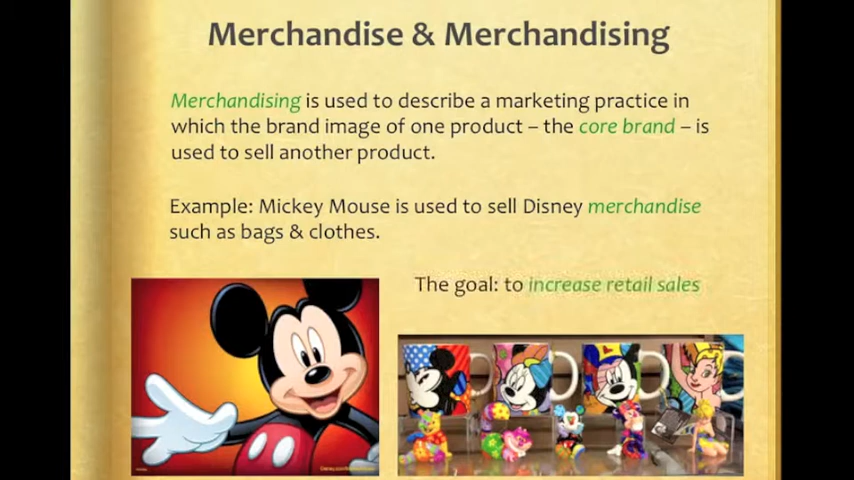 Merchandise & Merchandising
Merchandising is used to describe a marketing practice in
which the brand image of one product – the core brand – is
used to sell another product.
Example: Mickey Mouse is used to sell Disney merchandise
such as bags & clothes.
The goal: to increase retail sales